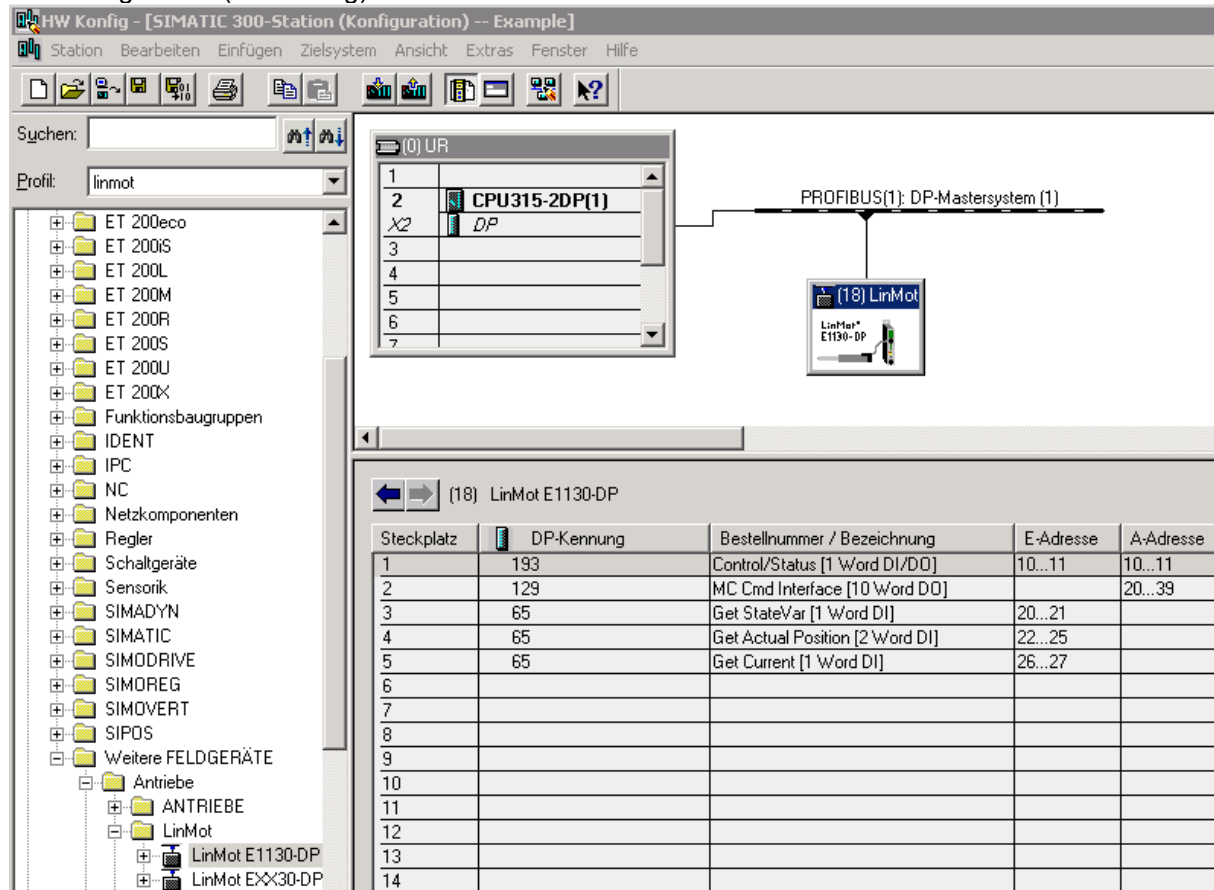 HW Konfig - [SIMATIC 300-Station (Konfiguration) -- Example]
Station Bearbeiten Einfügen Zielsystem Ansicht Extras Fenster Hilfe
Suchen:
Profil: linmot
ET 200eco
ET 200iS
ET 200L
ET 200M
ET 200R
ET 200S
ET 200U
ET 200X
Funktionsbaugruppen
IDENT
IPC
NC
Netzkomponenten
Regler
Schaltgeräte
Sensorik
SIMADYN
SIMATIC
SIMODRIVE
SIMOREG
SIMOVERT
SIPOS
Weitere FELDGERÄTE
Antriebe
ANTRIEBE
LinMot
LinMot E1130-DP
LinMot EXX30-DP
(0) UR
1
2 CPU315-2DP(1)
X2 DP
3
4
5
6
7
PROFIBUS(1): DP-Mastersystem (1)
(18) LinMot
LinMot®
E1130-DP
(18) LinMot E1130-DP
Steckplatz DP-Kennung Bestellnummer / Bezeichnung E-Adresse A-Adresse
1 193 Control/Status [1 Word DI/DO] 10...11 10...11
2 129 MC Cmd Interface [10 Word DO] 20...39
3 65 Get StateVar [1 Word DI] 20...21
4 65 Get Actual Position [2 Word DI] 22...25
5 65 Get Current [1 Word DI] 26...27
6
7
8
9
10
11
12
13
14